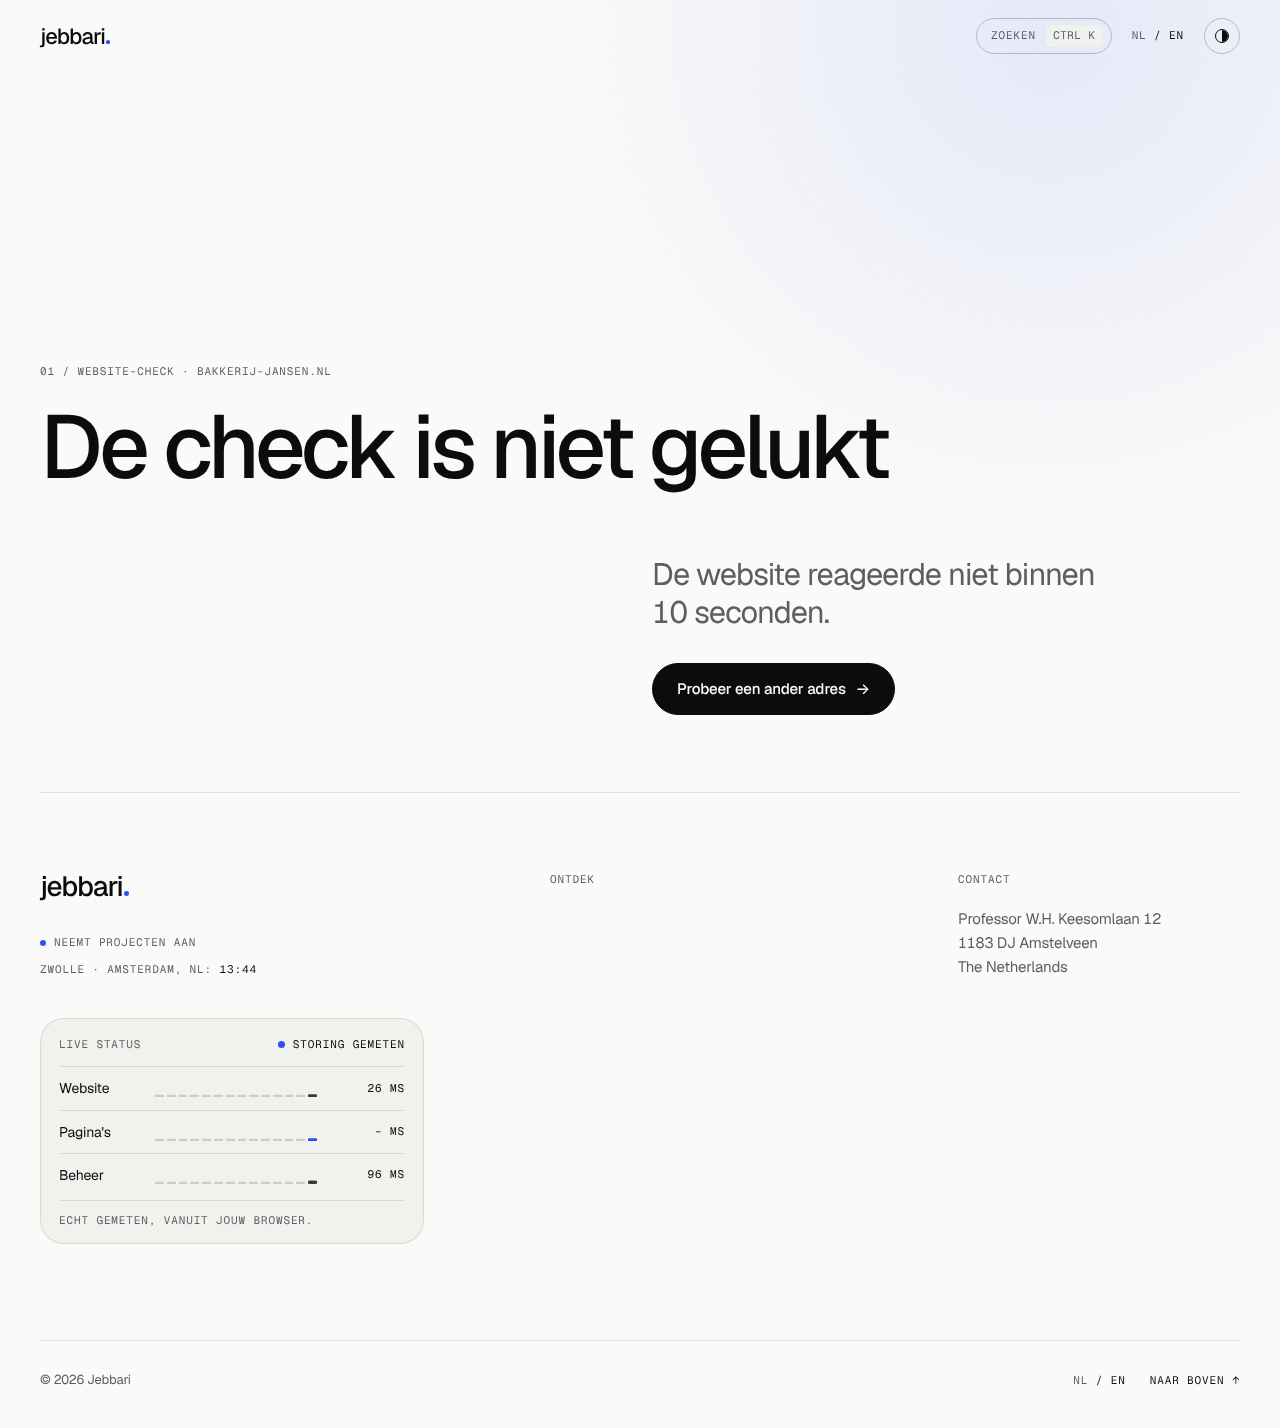 jebbari.
ZOEKEN CTRL K
NL / EN
01 / WEBSITE-CHECK · BAKKERIJ-JANSEN.NL
De check is niet gelukt
De website reageerde niet binnen
10 seconden.
Probeer een ander adres →
jebbari.
NEEMT PROJECTEN AAN
ZWOLLE · AMSTERDAM, NL: 13:44
LIVE STATUS
STORING GEMETEN
Website 26 MS
Pagina's - MS
Beheer 96 MS
ECHT GEMETEN, VANUIT JOUW BROWSER.
ONTDEK
CONTACT
Professor W.H. Keesomlaan 12
1183 DJ Amstelveen
The Netherlands
© 2026 Jebbari
NL / EN
NAAR BOVEN ↑